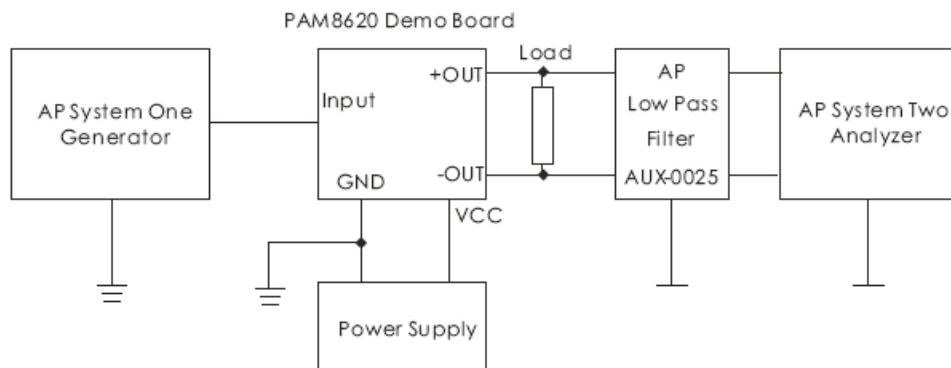 PAM8620 Demo Board
AP System One
Generator
Input
+OUT
-OUT
GND
VCC
Load
AP
Low Pass
Filter
AUX-0025
AP System Two
Analyzer
Power Supply